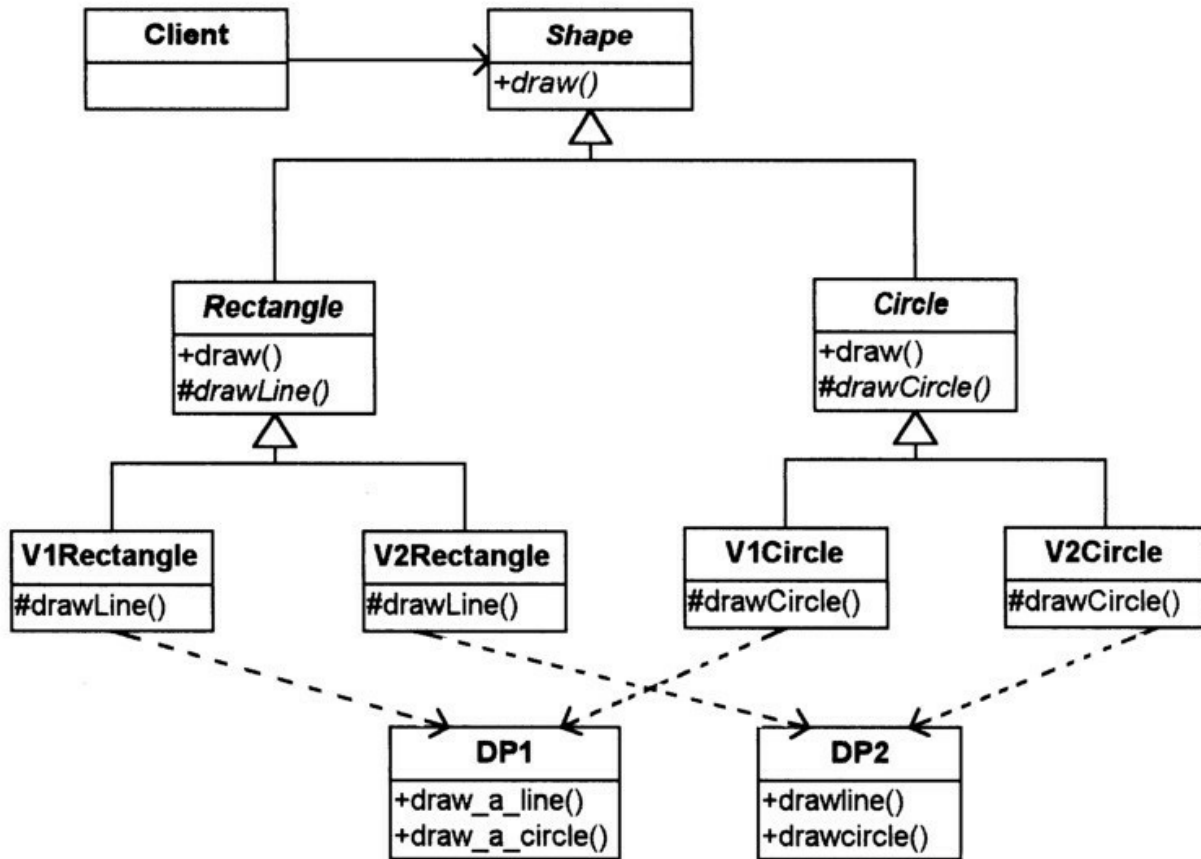 Client
Shape
+draw()
Rectangle
+draw()
#drawLine()
Circle
+draw()
#drawCircle()
V1Rectangle
#drawLine()
V2Rectangle
#drawLine()
V1Circle
#drawCircle()
V2Circle
#drawCircle()
DP1
+draw_a_line()
+draw_a_circle()
DP2
+drawline()
+drawcircle()